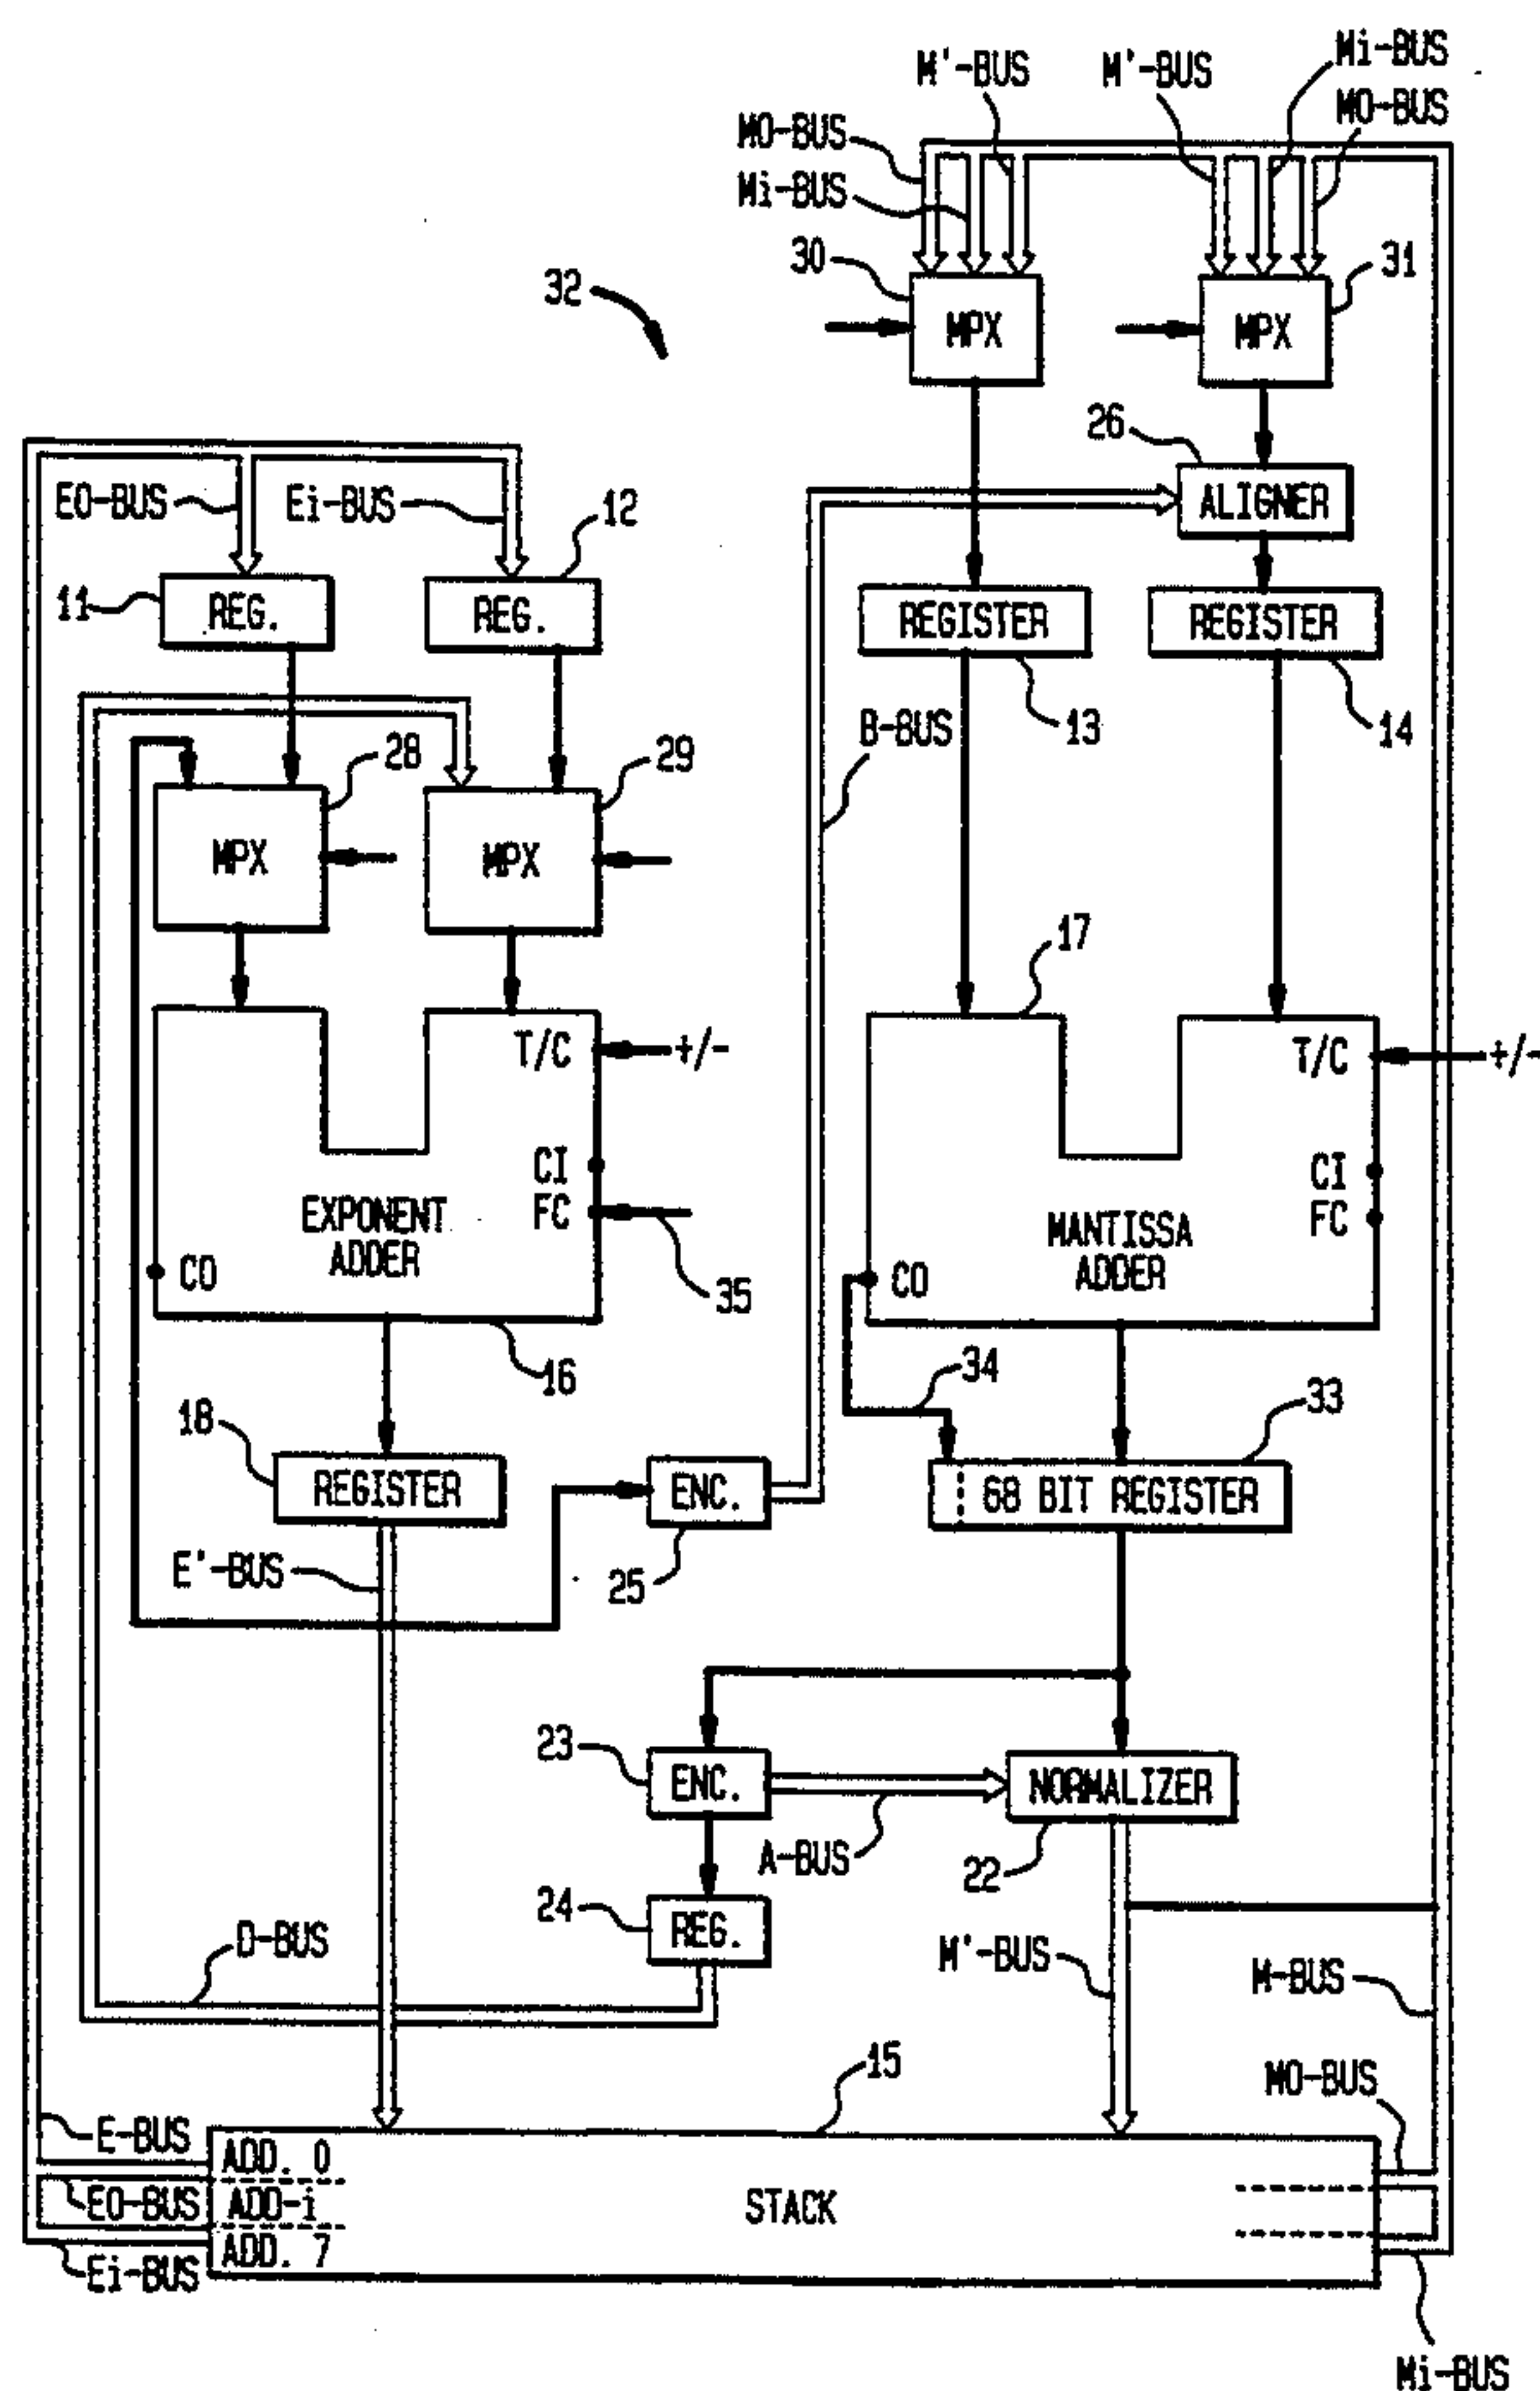 M'-BUS
M'-BUS
Mi-BUS
MO-BUS
MO-BUS
Mi-BUS
30
31
32
MPX
MPX
26
EO-BUS
Ei-BUS
12
ALIGNER
11
REG.
REG.
REGISTER
REGISTER
B-BUS
13
14
28
29
MPX
MPX
17
T/C
+/-
T/C
+/-
CI
FC
CI
FC
EXPONENT
ADDER
MANTISSA
ADDER
CO
CO
35
16
34
33
18
REGISTER
ENC.
68 BIT REGISTER
E'-BUS
25
23
ENC.
NORMALIZER
A-BUS
22
24
REG.
D-BUS
M'-BUS
M-BUS
15
MO-BUS
E-BUS
ADD. 0
EO-BUS
ADD-i
STACK
ADD. 7
Ei-BUS
Mi-BUS